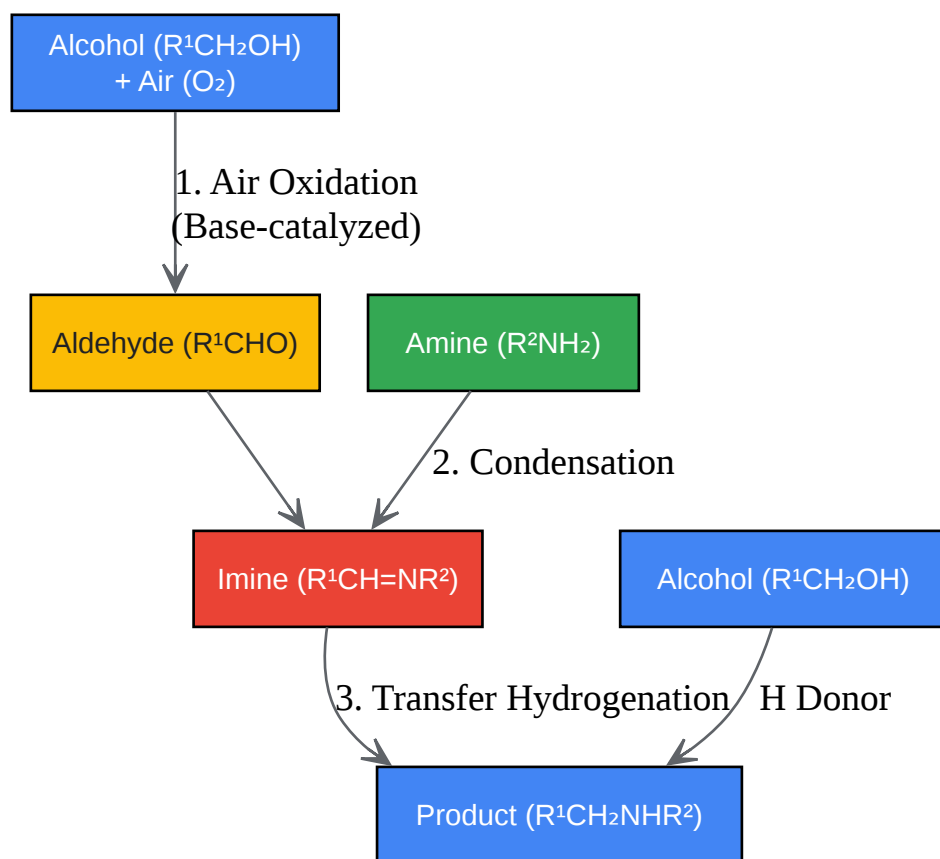 Alcohol (R¹CH₂OH)
+ Air (O₂)
1. Air Oxidation
(Base-catalyzed)
Aldehyde (R¹CHO)
Amine (R²NH₂)
2. Condensation
Imine (R¹CH=NR²)
Alcohol (R¹CH₂OH)
3. Transfer Hydrogenation
H Donor
Product (R¹CH₂NHR²)